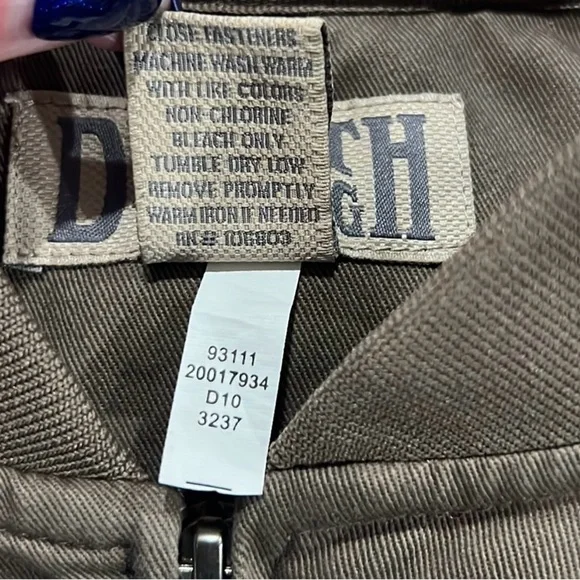 CLOSE FASTENERS
MACHINE WASH WARM
WITH LIKE COLORS
NON-CHLORINE
BLEACH ONLY
TUMBLE DRY LOW
REMOVE PROMPTLY
WARM IRON IF NEEDED
RN # 106803
D TH
G
93111
20017934
D10
3237